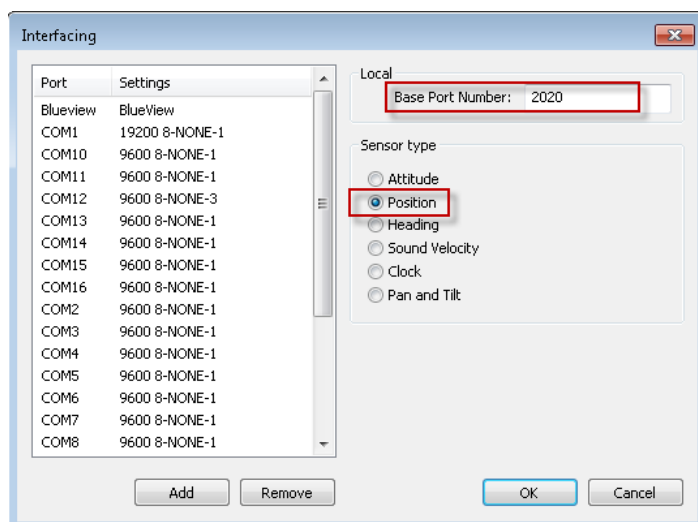 Interfacing
Port Settings
Blueview BlueView
COM1 19200 8-NONE-1
COM10 9600 8-NONE-1
COM11 9600 8-NONE-1
COM12 9600 8-NONE-3
COM13 9600 8-NONE-1
COM14 9600 8-NONE-1
COM15 9600 8-NONE-1
COM16 9600 8-NONE-1
COM2 9600 8-NONE-1
COM3 9600 8-NONE-1
COM4 9600 8-NONE-1
COM5 9600 8-NONE-1
COM6 9600 8-NONE-1
COM7 9600 8-NONE-1
COM8 9600 8-NONE-1
Add Remove
Local
Base Port Number: 2020
Sensor type
Attitude
Position
Heading
Sound Velocity
Clock
Pan and Tilt
OK Cancel